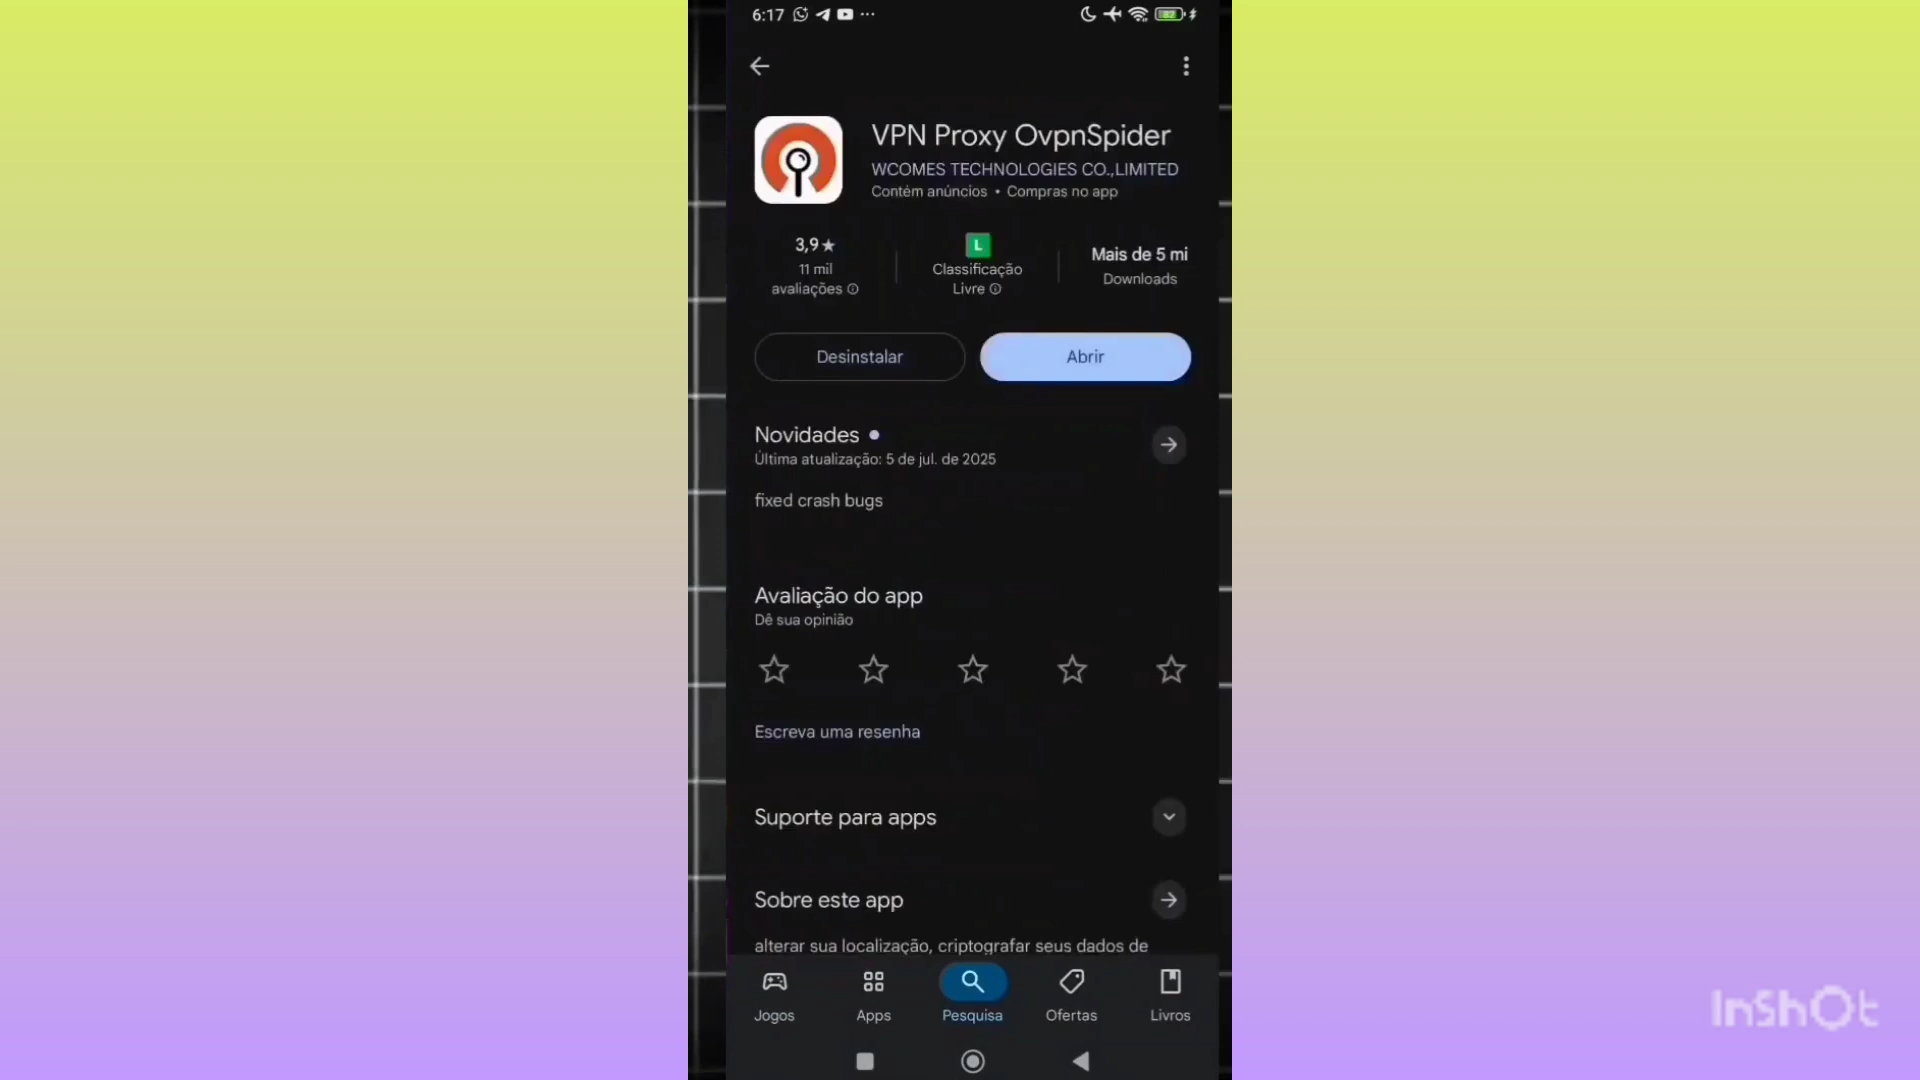 6:17
82
VPN Proxy OvpnSpider
WCOMES TECHNOLOGIES CO.,LIMITED
Contém anúncios • Compras no app
3,9★
11 mil
avaliações
L
Classificação
Livre
Mais de 5 mi
Downloads
Desinstalar
Abrir
Novidades
Última atualização: 5 de jul. de 2025
fixed crash bugs
Avaliação do app
Dê sua opinião
Escreva uma resenha
Suporte para apps
Sobre este app
alterar sua localização, criptografar seus dados de
Jogos
Apps
Pesquisa
Ofertas
Livros
InShOt